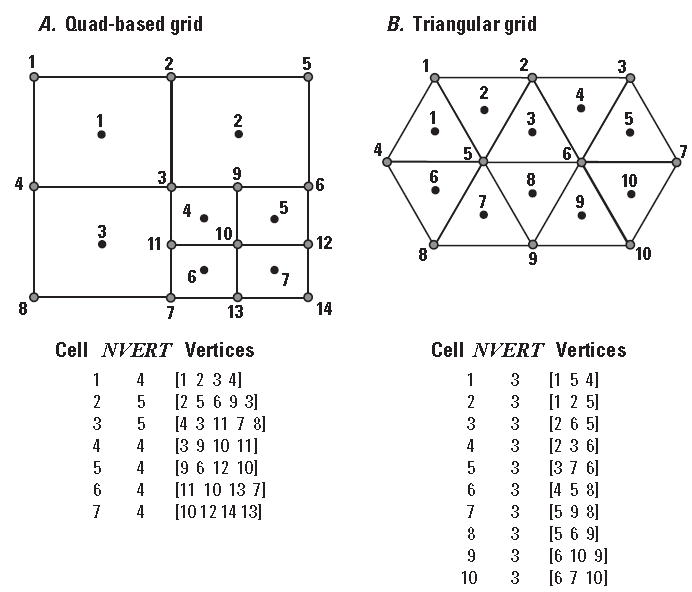 A. Quad-based grid
1 2 5
1 2
4 3 9 6
4 5
3 11 10 12
6 7
8 7 13 14
Cell NVERT Vertices
1 4 [1 2 3 4]
2 5 [2 5 6 9 3]
3 5 [4 3 11 7 8]
4 4 [3 9 10 11]
5 4 [9 6 12 10]
6 4 [11 10 13 7]
7 4 [10 12 14 13]
B. Triangular grid
1 2 3
2 4
1 3 5
4 5 6 7
6 8 10
7 9
8 9 10
Cell NVERT Vertices
1 3 [1 5 4]
2 3 [1 2 5]
3 3 [2 6 5]
4 3 [2 3 6]
5 3 [3 7 6]
6 3 [4 5 8]
7 3 [5 9 8]
8 3 [5 6 9]
9 3 [6 10 9]
10 3 [6 7 10]